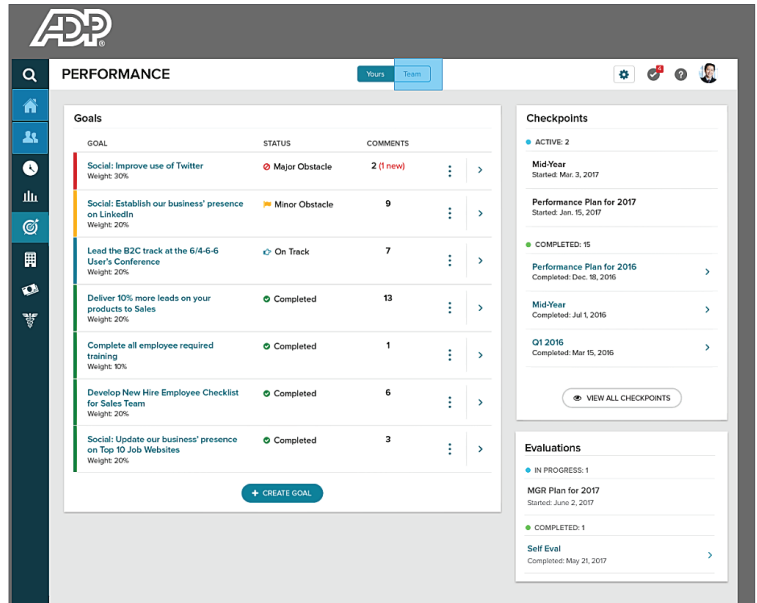 ADP
PERFORMANCE
Yours
Team
4
?
Goals
GOAL STATUS COMMENTS
Social: Improve use of Twitter
Weight: 30%
Major Obstacle
2 (1 new)
Social: Establish our business' presence
on LinkedIn
Weight: 20%
Minor Obstacle
9
Lead the B2C track at the 6/4-6-6
User's Conference
Weight: 20%
On Track
7
Deliver 10% more leads on your
products to Sales
Weight: 20%
Completed
13
Complete all employee required
training
Weight: 10%
Completed
1
Develop New Hire Employee Checklist
for Sales Team
Weight: 20%
Completed
6
Social: Update our business' presence
on Top 10 Job Websites
Weight: 20%
Completed
3
+ CREATE GOAL
Checkpoints
ACTIVE: 2
Mid-Year
Started: Mar. 3, 2017
Performance Plan for 2017
Started: Jan. 15, 2017
COMPLETED: 15
Performance Plan for 2016
Completed: Dec. 18, 2016
Mid-Year
Completed: Jul 1, 2016
Q1 2016
Completed: Mar 15, 2016
VIEW ALL CHECKPOINTS
Evaluations
IN PROGRESS: 1
MGR Plan for 2017
Started: June 2, 2017
COMPLETED: 1
Self Eval
Completed: May 21, 2017